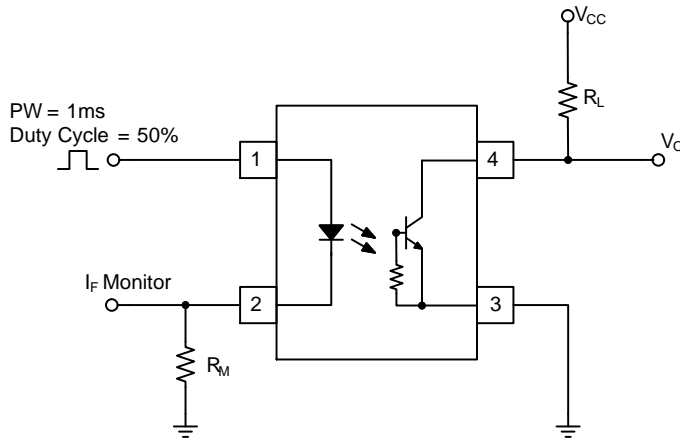 VCC
RL
PW = 1ms
Duty Cycle = 50%
1
4
VO
IF Monitor
2
3
RM